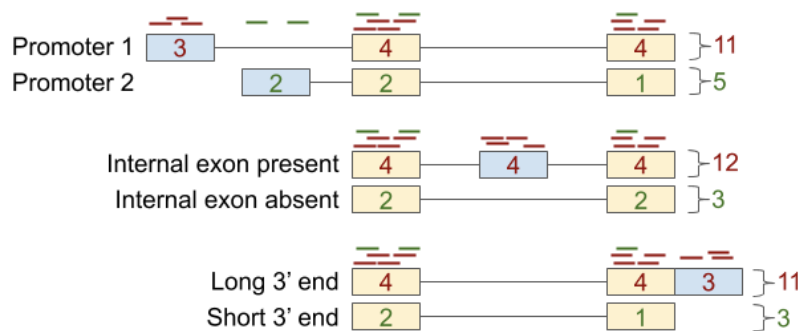 Promoter 1 3 4 4 11
Promoter 2 2 2 1 5
Internal exon present 4 4 4 12
Internal exon absent 2 2 3
Long 3' end 4 4 3 11
Short 3' end 2 1 3